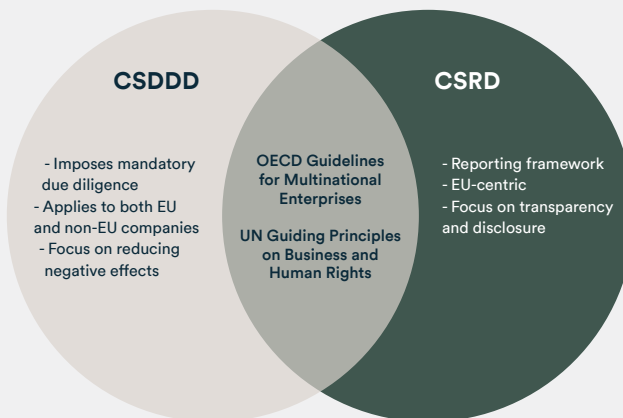 CSDDD
- Imposes mandatory
due diligence
- Applies to both EU
and non-EU companies
- Focus on reducing
negative effects
OECD Guidelines
for Multinational
Enterprises
UN Guiding Principles
on Business and
Human Rights
CSRD
- Reporting framework
- EU-centric
- Focus on transparency
and disclosure